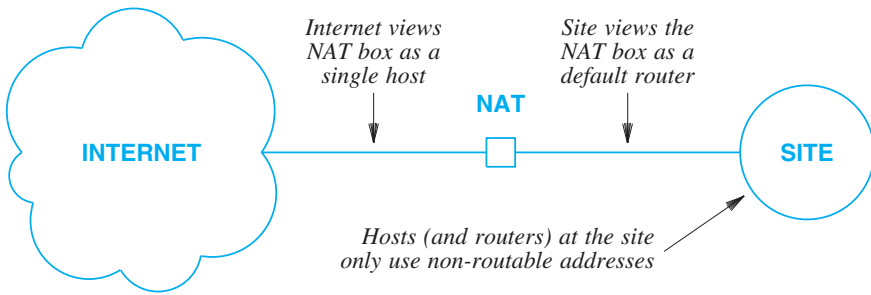 Internet views
NAT box as a
single host
Site views the
NAT box as a
default router
NAT
INTERNET
SITE
Hosts (and routers) at the site
only use non-routable addresses